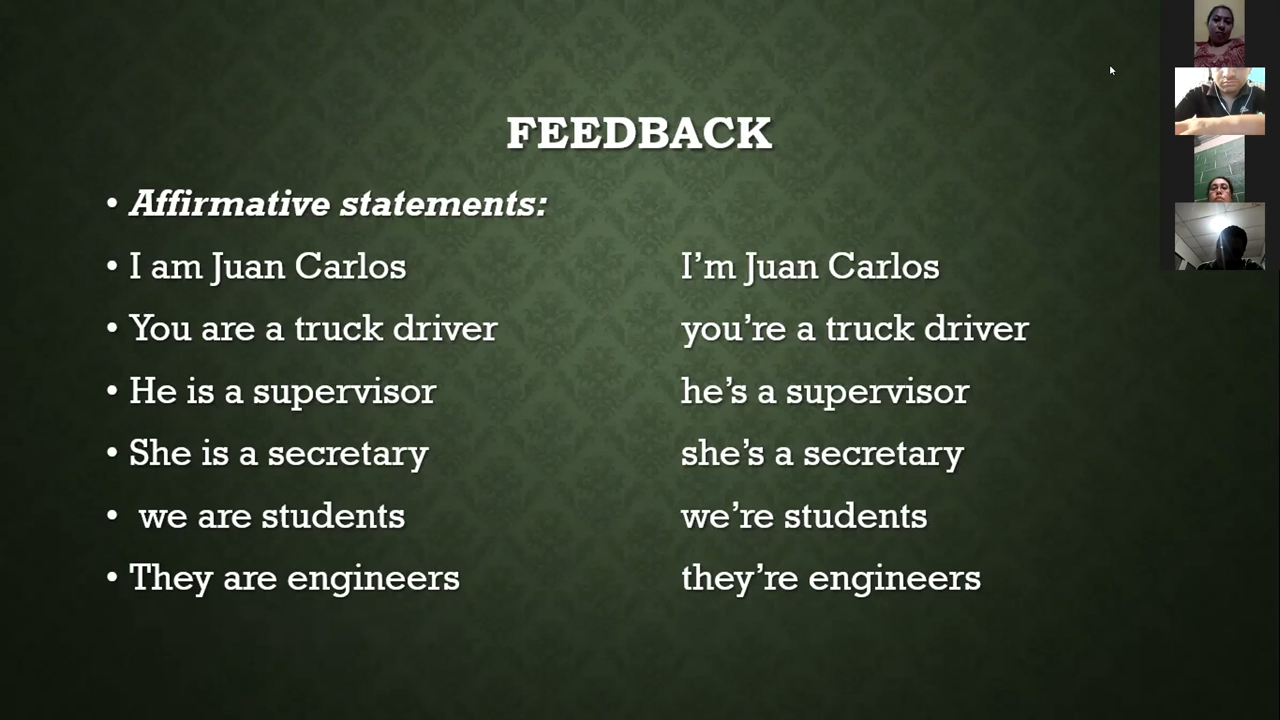 FEEDBACK
• Affirmative statements:
• I am Juan Carlos I’m Juan Carlos
• You are a truck driver you’re a truck driver
• He is a supervisor he’s a supervisor
• She is a secretary she’s a secretary
• we are students we’re students
• They are engineers they’re engineers